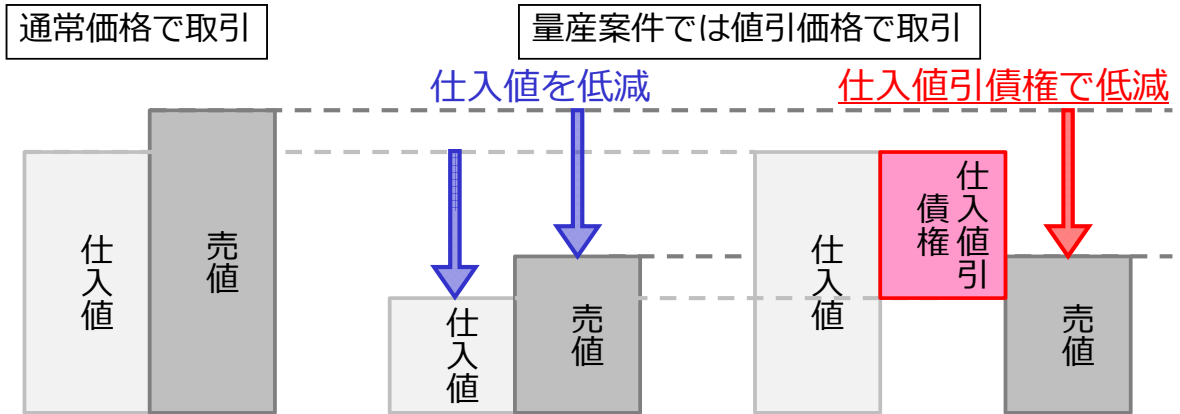 通常価格で取引
量産案件では値引価格で取引
仕入値を低減
仕入値引債権で低減
仕入値
売値
仕入値
売値
仕入値
仕入値引
債権
売値